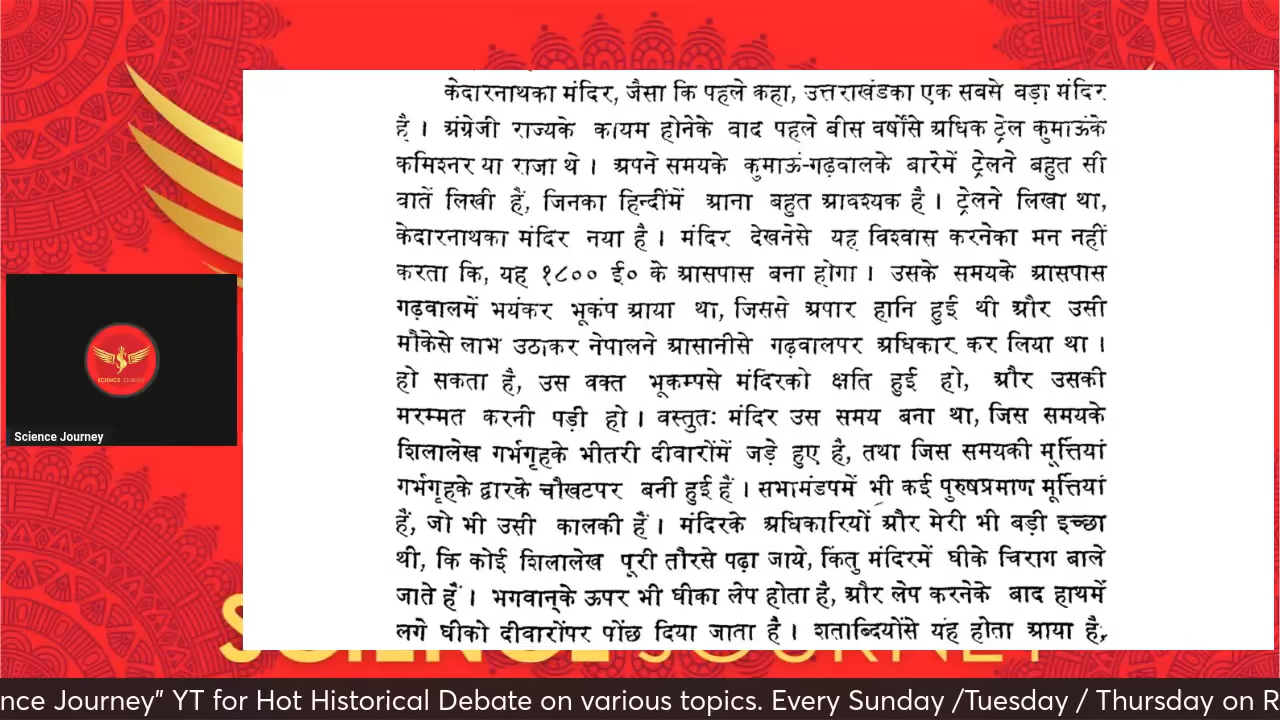 केदारनाथका मंदिर, जैसा कि पहले कहा, उत्तराखंडका एक सबसे बड़ा मंदिर
है । अंग्रेजी राज्यके कायम होनेके वाद पहले बीस वर्षोंसे अधिक ट्रेल कुमाऊंके
कमिश्नर या राजा थे । अपने समयके कुमाऊं-गढ़वालके बारेमें ट्रेलने बहुत सी
वातें लिखी हैं, जिनका हिन्दींमें आना बहुत आवश्यक है । ट्रेलने लिखा था,
केदारनाथका मंदिर नया है । मंदिर देखनेसे यह विश्वास करनेका मन नहीं
करता कि, यह १८०० ई० के आसपास बना होगा । उसके समयके आसपास
गढ़वालमें भयंकर भूकंप आया था, जिससे अपार हानि हुई थी और उसी
मौकेसे लाभ उठाकर नेपालने आसानीसे गढ़वालपर अधिकार कर लिया था ।
हो सकता है, उस वक्त भूकम्पसे मंदिरको क्षति हुई हो, और उसकी
मरम्मत करनी पड़ी हो । वस्तुतः मंदिर उस समय बना था, जिस समयके
शिलालेख गर्भगृहके भीतरी दीवारोंमें जड़े हुए है, तथा जिस समयकी मूर्त्तियां
गर्भगृहके द्वारके चौखटपर बनी हुई हैं । सभामंडपमें भी कई पुरुषप्रमाण मूर्त्तियां
हैं, जो भी उसी कालकी हैं । मंदिरके अधिकारियों और मेरी भी बड़ी इच्छा
थी, कि कोई शिलालेख पूरी तौरसे पढ़ा जाये, किंतु मंदिरमें घीके चिराग बाले
जाते हैं । भगवान्‌के ऊपर भी घीका लेप होता है, और लेप करनेके बाद हाथमें
लगे घीको दीवारोंपर पोंछ दिया जाता है । शताब्दियोंसे यह होता आया है,
SCIENCE JOURNEY
Science Journey
SCIENCE JOURNEY
nce Journey” YT for Hot Historical Debate on various topics. Every Sunday /Tuesday / Thursday on R